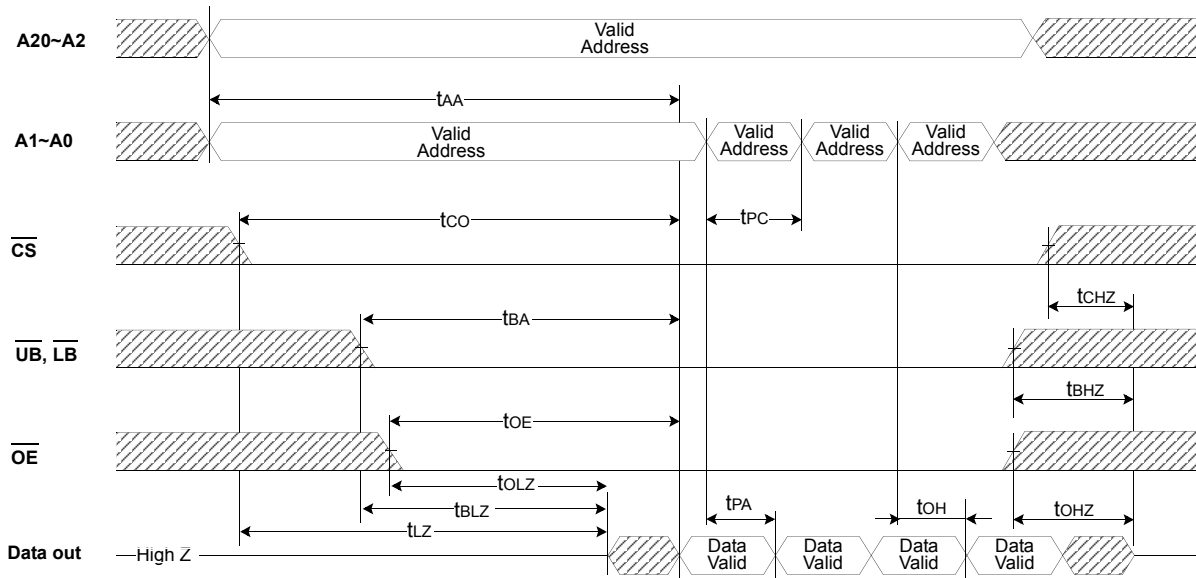 A20~A2
Valid
Address
tAA
A1~A0
Valid
Address
Valid
Address
Valid
Address
Valid
Address
tCO
tPC
CS
tCHZ
tBA
UB, LB
tBHZ
tOE
OE
tOLZ
tBLZ
tPA
tOH
tOHZ
tLZ
Data out
High Z
Data
Valid
Data
Valid
Data
Valid
Data
Valid